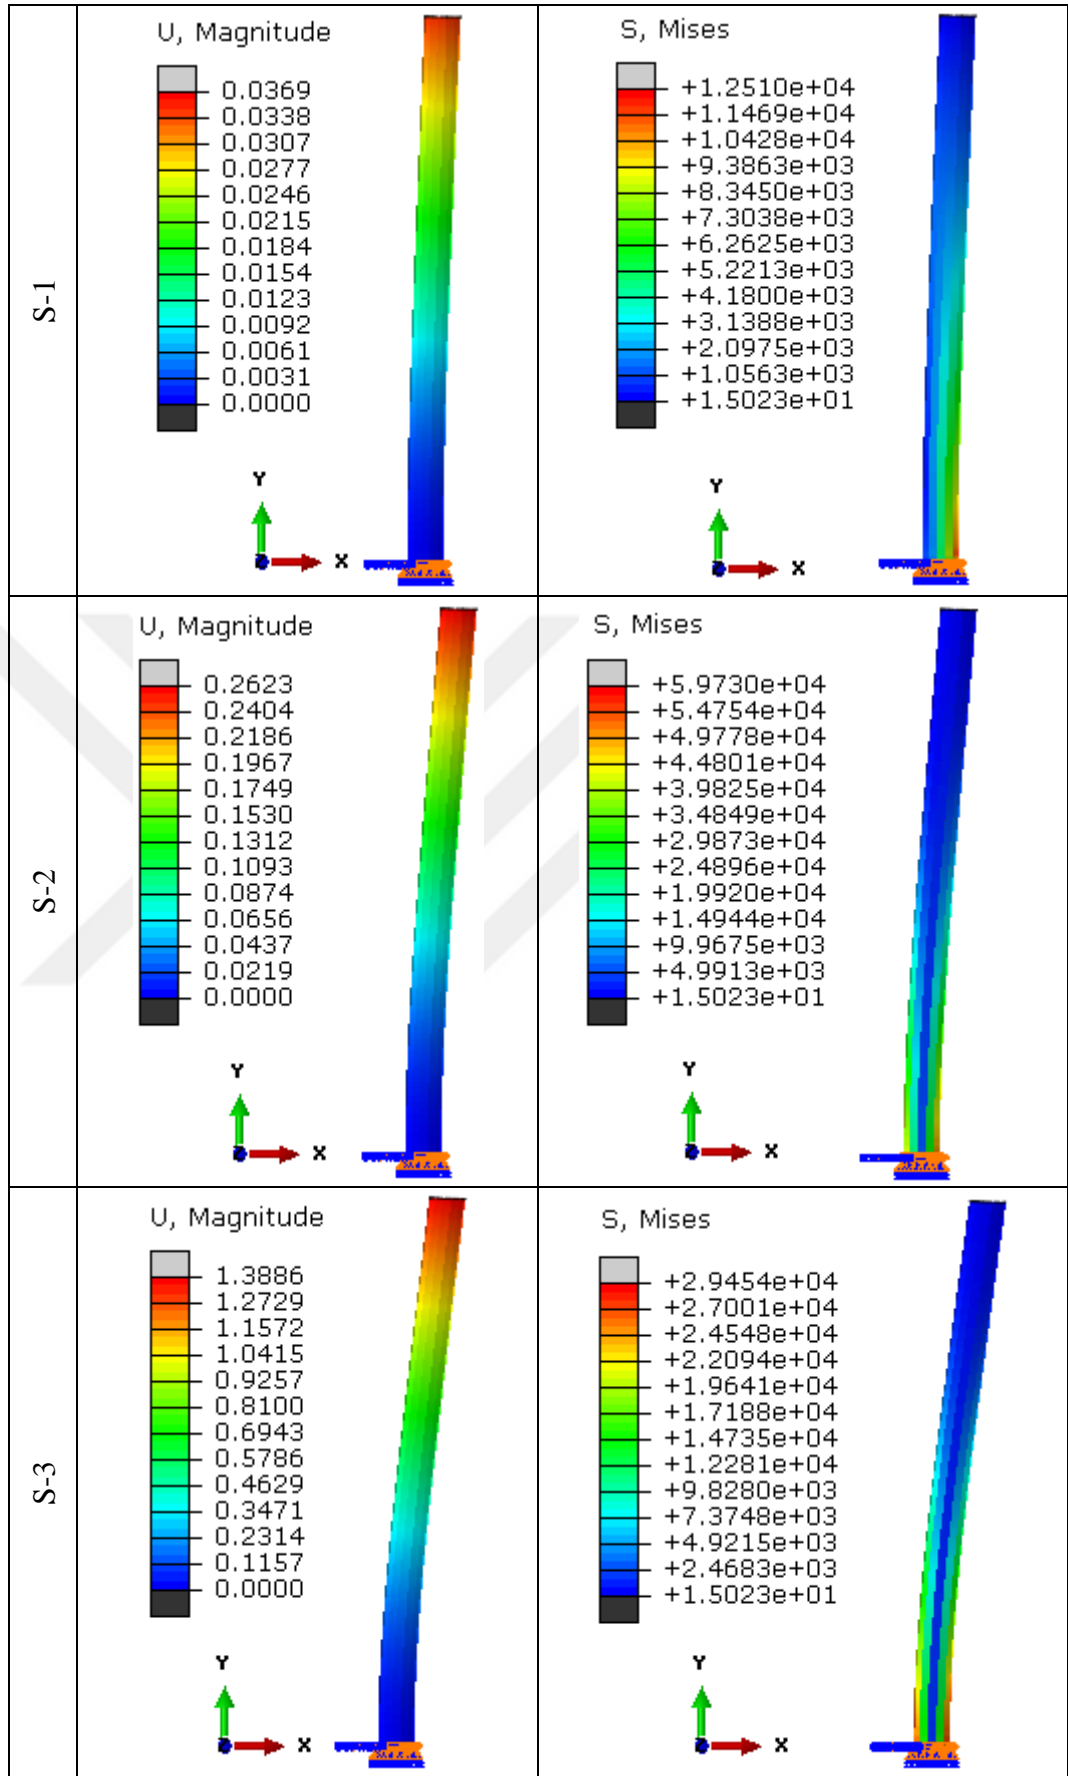 S-1
U, Magnitude
0.0369
0.0338
0.0307
0.0277
0.0246
0.0215
0.0184
0.0154
0.0123
0.0092
0.0061
0.0031
0.0000
Y
X
S, Mises
+1.2510e+04
+1.1469e+04
+1.0428e+04
+9.3863e+03
+8.3450e+03
+7.3038e+03
+6.2625e+03
+5.2213e+03
+4.1800e+03
+3.1388e+03
+2.0975e+03
+1.0563e+03
+1.5023e+01
Y
X
S-2
U, Magnitude
0.2623
0.2404
0.2186
0.1967
0.1749
0.1530
0.1312
0.1093
0.0874
0.0656
0.0437
0.0219
0.0000
Y
X
S, Mises
+5.9730e+04
+5.4754e+04
+4.9778e+04
+4.4801e+04
+3.9825e+04
+3.4849e+04
+2.9873e+04
+2.4896e+04
+1.9920e+04
+1.4944e+04
+9.9675e+03
+4.9913e+03
+1.5023e+01
Y
X
S-3
U, Magnitude
1.3886
1.2729
1.1572
1.0415
0.9257
0.8100
0.6943
0.5786
0.4629
0.3471
0.2314
0.1157
0.0000
Y
X
S, Mises
+2.9454e+04
+2.7001e+04
+2.4548e+04
+2.2094e+04
+1.9641e+04
+1.7188e+04
+1.4735e+04
+1.2281e+04
+9.8280e+03
+7.3748e+03
+4.9215e+03
+2.4683e+03
+1.5023e+01
Y
X